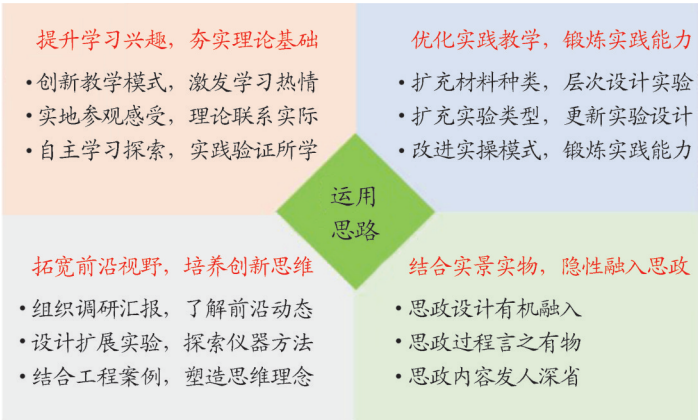 提升学习兴趣，夯实理论基础
•创新教学模式，激发学习热情
•实地参观感受，理论联系实际
•自主学习探索，实践验证所学
优化实践教学，锻炼实践能力
•扩充材料种类，层次设计实验
•扩充实验类型，更新实验设计
•改进实操模式，锻炼实践能力
运用
思路
拓宽前沿视野，培养创新思维
•组织调研汇报，了解前沿动态
•设计扩展实验，探索仪器方法
•结合工程案例，塑造思维理念
结合实景实物，隐性融入思政
•思政设计有机融入
•思政过程言之有物
•思政内容发人深省